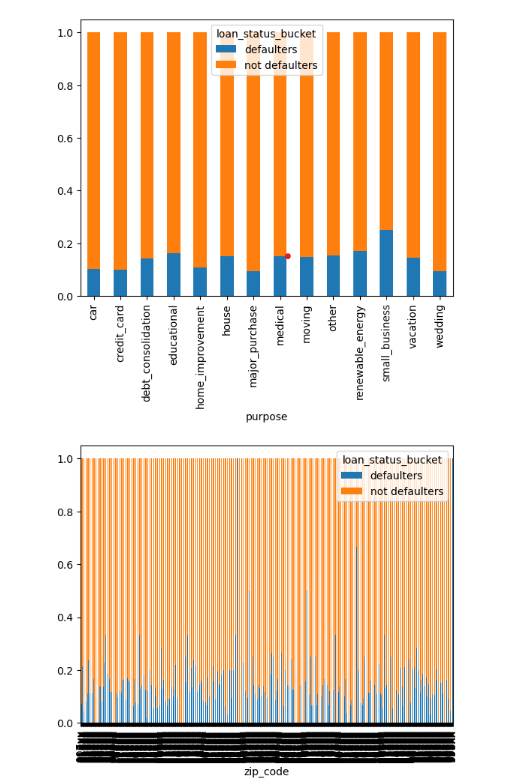 1.0
0.8
0.6
0.4
0.2
0.0
loan_status_bucket
defaulters
not defaulters
car
credit_card
debt_consolidation
educational
home_improvement
house
major_purchase
medical
moving
other
renewable_energy
small_business
vacation
wedding
purpose
1.0
0.8
0.6
0.4
0.2
0.0
loan_status_bucket
defaulters
not defaulters
zip_code